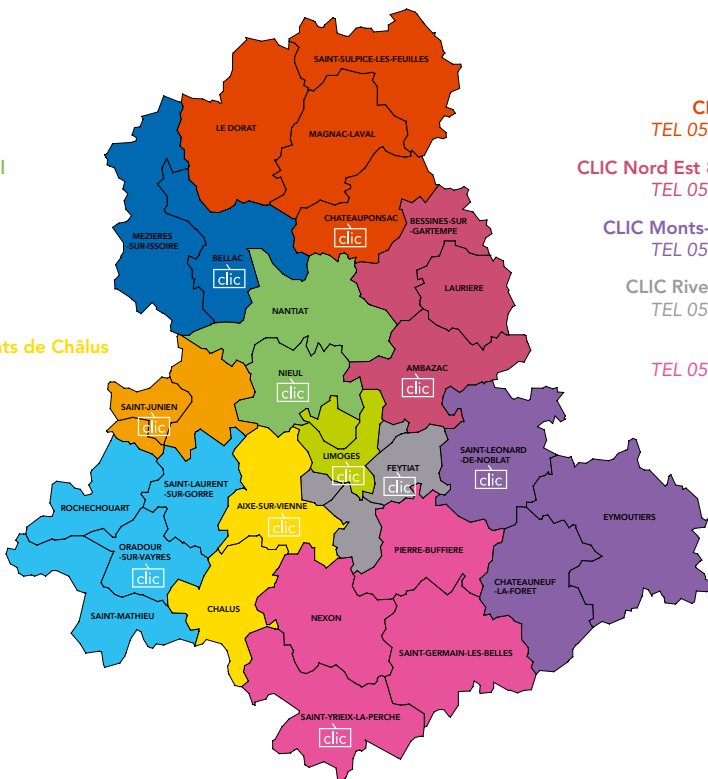 SAINT-SULPICE-LES-FEUILLES
LE DORAT
MAGNAC-LAVAL
TEL 05
CLIC Nord Est
TEL 05
CHATEAUPONSAC
clic
BESSINES-SUR
-GARTEMPE
CLIC Monts-
TEL 05
MEZIERES
-SUR-ISSOIRE
BELLAC
clic
CLIC Rive
TEL 05
LAURIERE
NANTIAT
ts de Châlus
TEL 05
NIEUL
clic
AMBAZAC
clic
SAINT-JUNIEN
clic
LIMOGES
clic
FEYTIAT
clic
SAINT-LEONARD
-DE-NOBLAT
clic
SAINT-LAURENT
-SUR-GORRE
ROCHECHOUART
AIXE-SUR-VIENNE
clic
EYMOUTIERS
ORADOUR
-SUR-VAYRES
clic
PIERRE-BUFFIERE
CHATEAUNEUF
-LA-FORET
SAINT-MATHIEU
CHALUS
NEXON
SAINT-GERMAIN-LES-BELLES
SAINT-YRIEIX-LA-PERCHE
clic